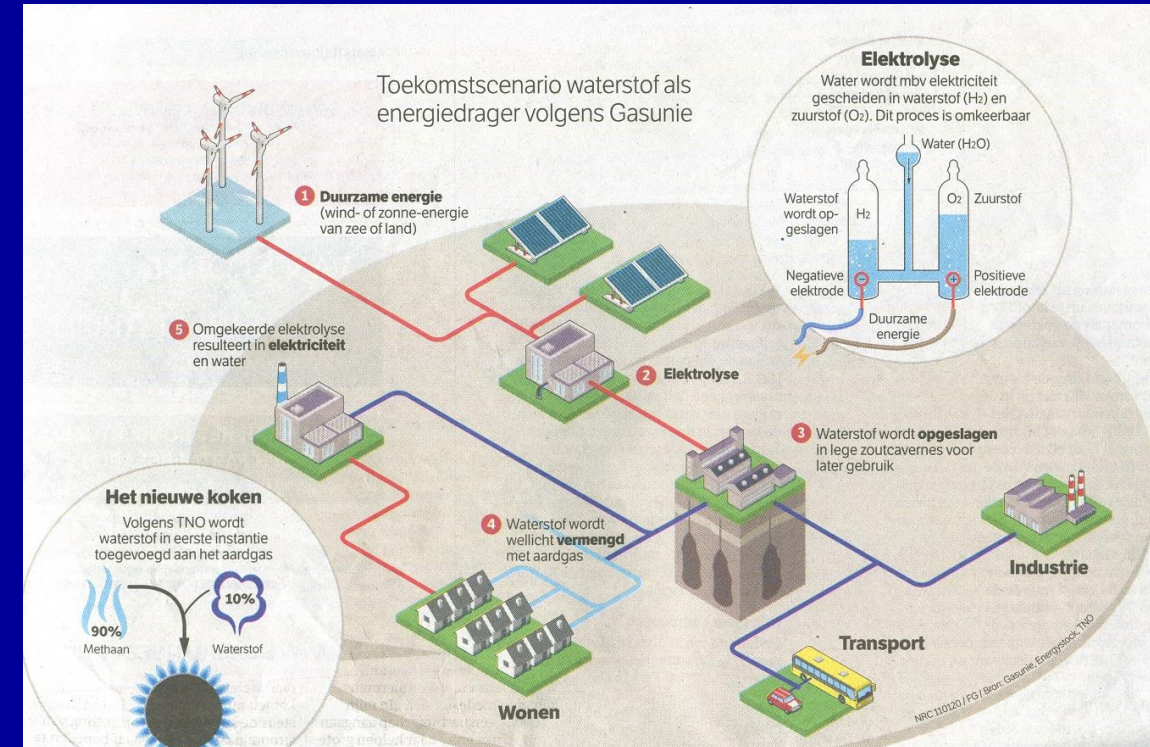 Toekomstscenario waterstof als
energiedrager volgens Gasunie
Elektrolyse
Water wordt mbv elektriciteit
gescheiden in waterstof (H2) en
zuurstof (O2). Dit proces is omkeerbaar
Water (H2O)
Waterstof
wordt op-
geslagen
H2
O2
Zuurstof
Negatieve
elektrode
−
+
Positieve
elektrode
Duurzame
energie
1 Duurzame energie
(wind- of zonne-energie
van zee of land)
5 Omgekeerde elektrolyse
resulteert in elektriciteit
en water
2 Elektrolyse
3 Waterstof wordt opgeslagen
in lege zoutcavernes voor
later gebruik
4 Waterstof wordt
wellicht vermengd
met aardgas
Het nieuwe koken
Volgens TNO wordt
waterstof in eerste instantie
toegevoegd aan het aardgas
90%
Methaan
10%
Waterstof
Industrie
Transport
Wonen
NRC 110120 / FG / Bron: Gasunie, Energystock, TNO